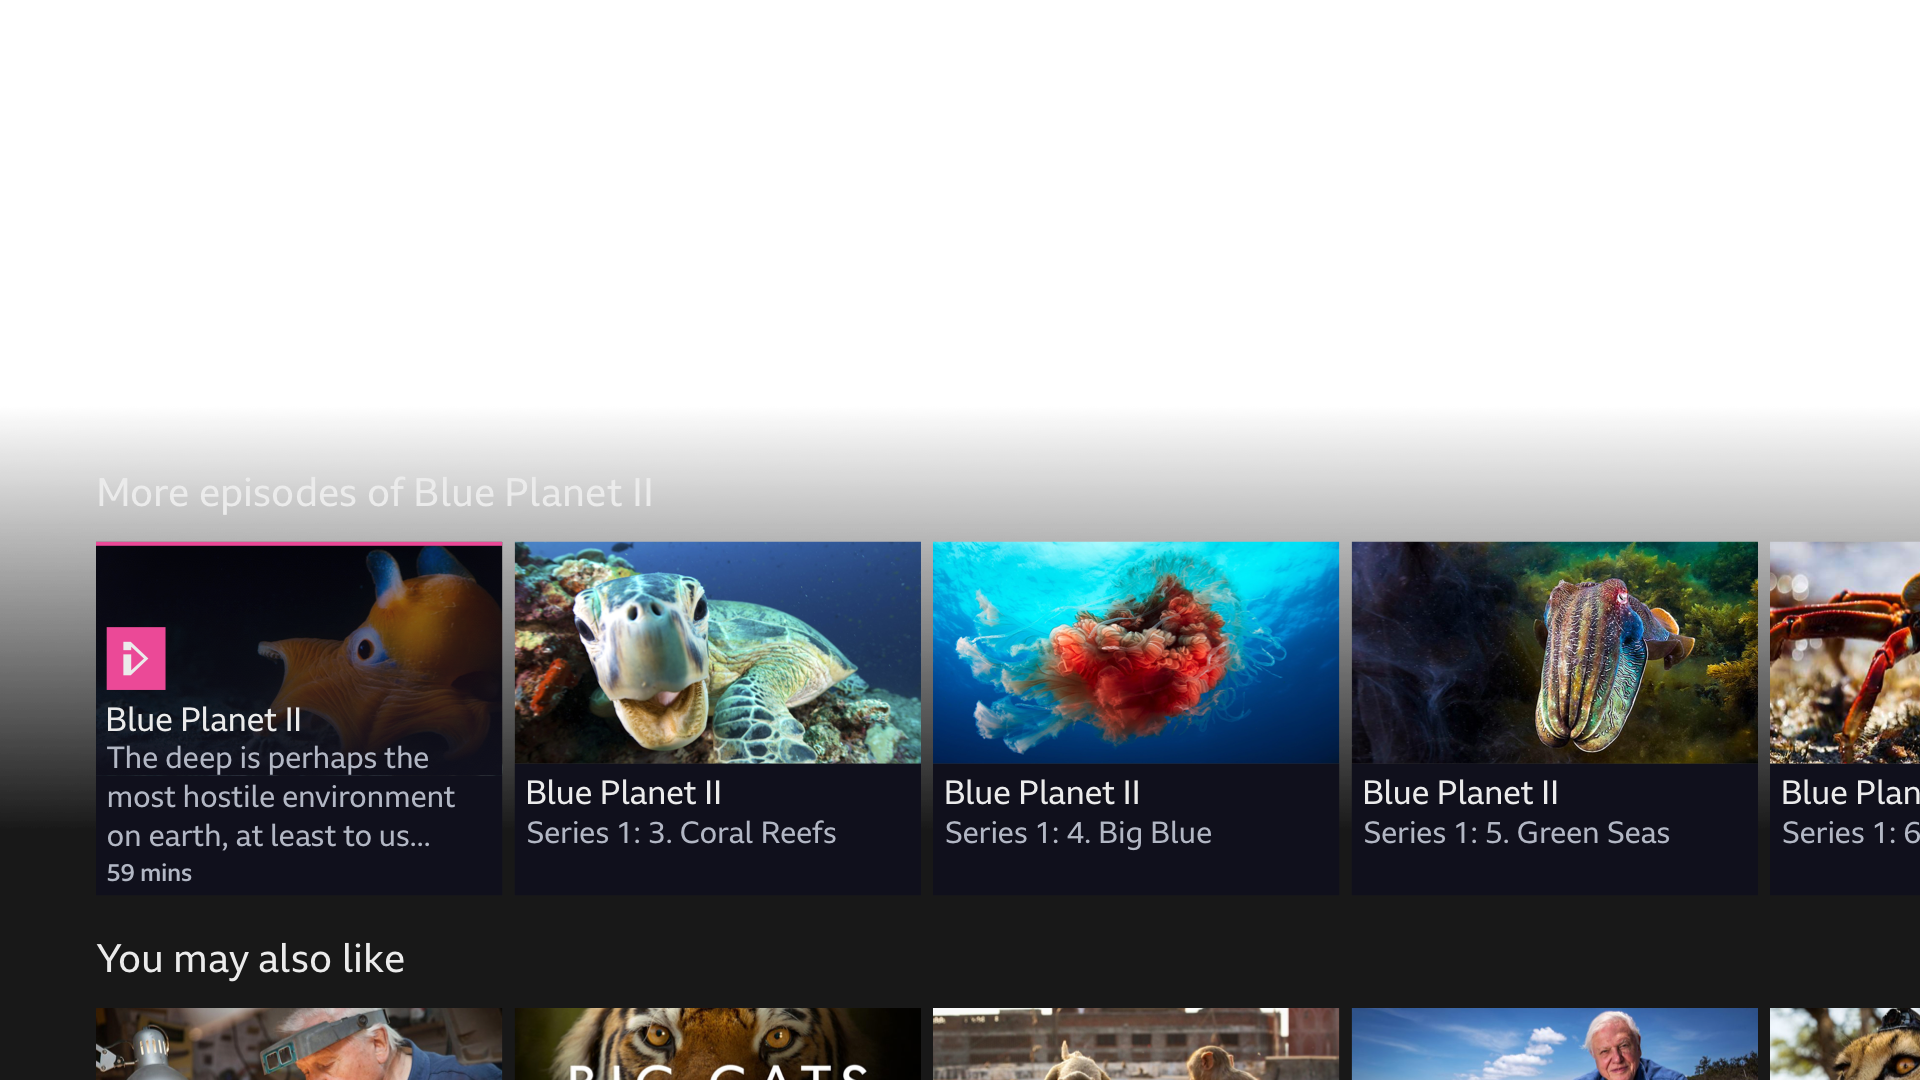 More episodes of Blue Planet II
Blue Planet II
The deep is perhaps the
most hostile environment
on earth, at least to us...
59 mins
Blue Planet II
Series 1: 3. Coral Reefs
Blue Planet II
Series 1: 4. Big Blue
Blue Planet II
Series 1: 5. Green Seas
Blue Plan
Series 1: 6
You may also like
BIG CATS